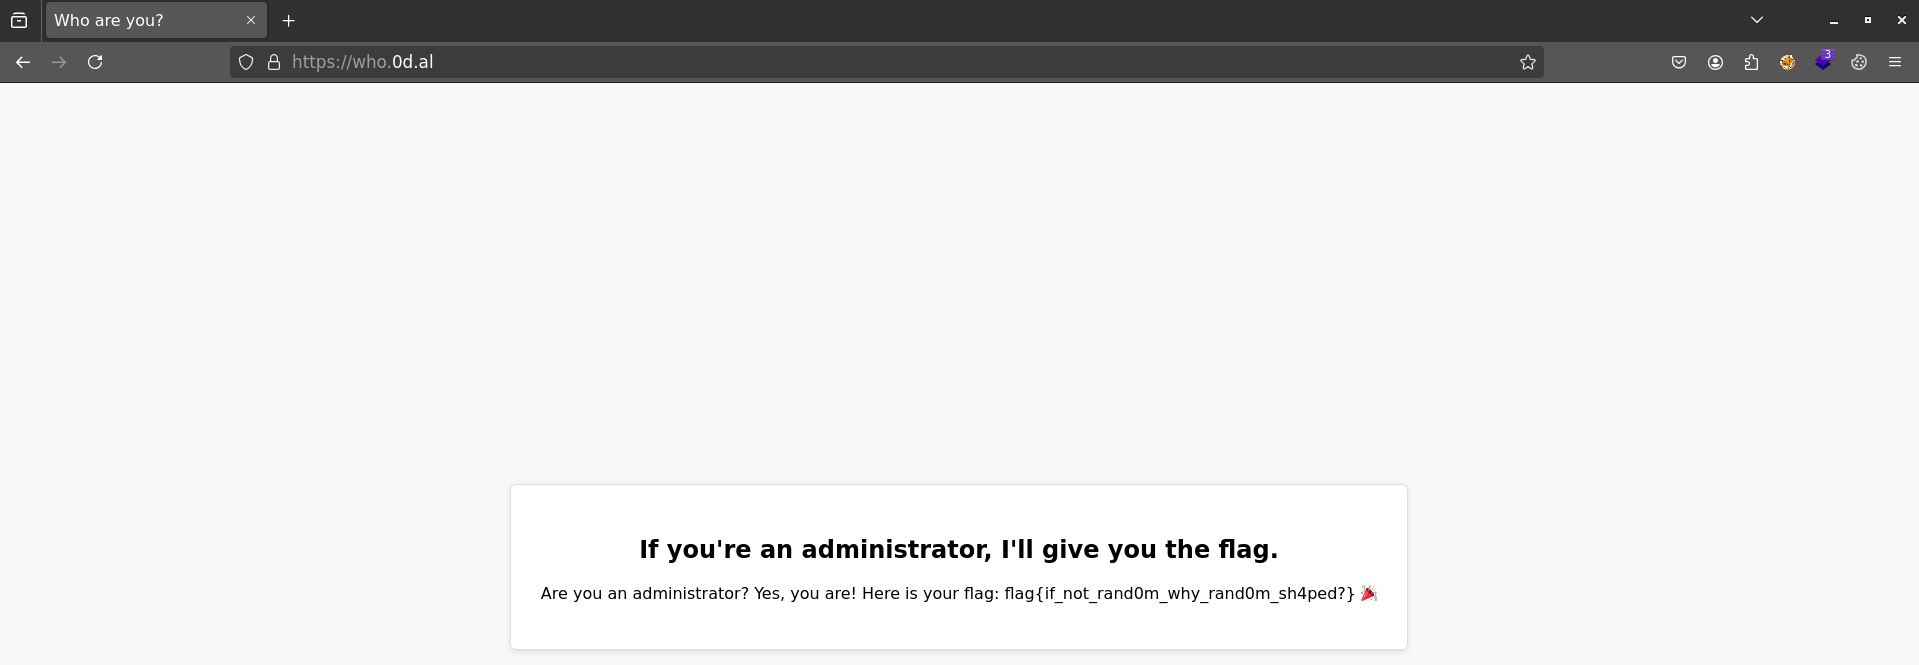 Who are you?
https://who.0d.al
3
If you're an administrator, I'll give you the flag.
Are you an administrator? Yes, you are! Here is your flag: flag{if_not_rand0m_why_rand0m_sh4ped?} 🎉